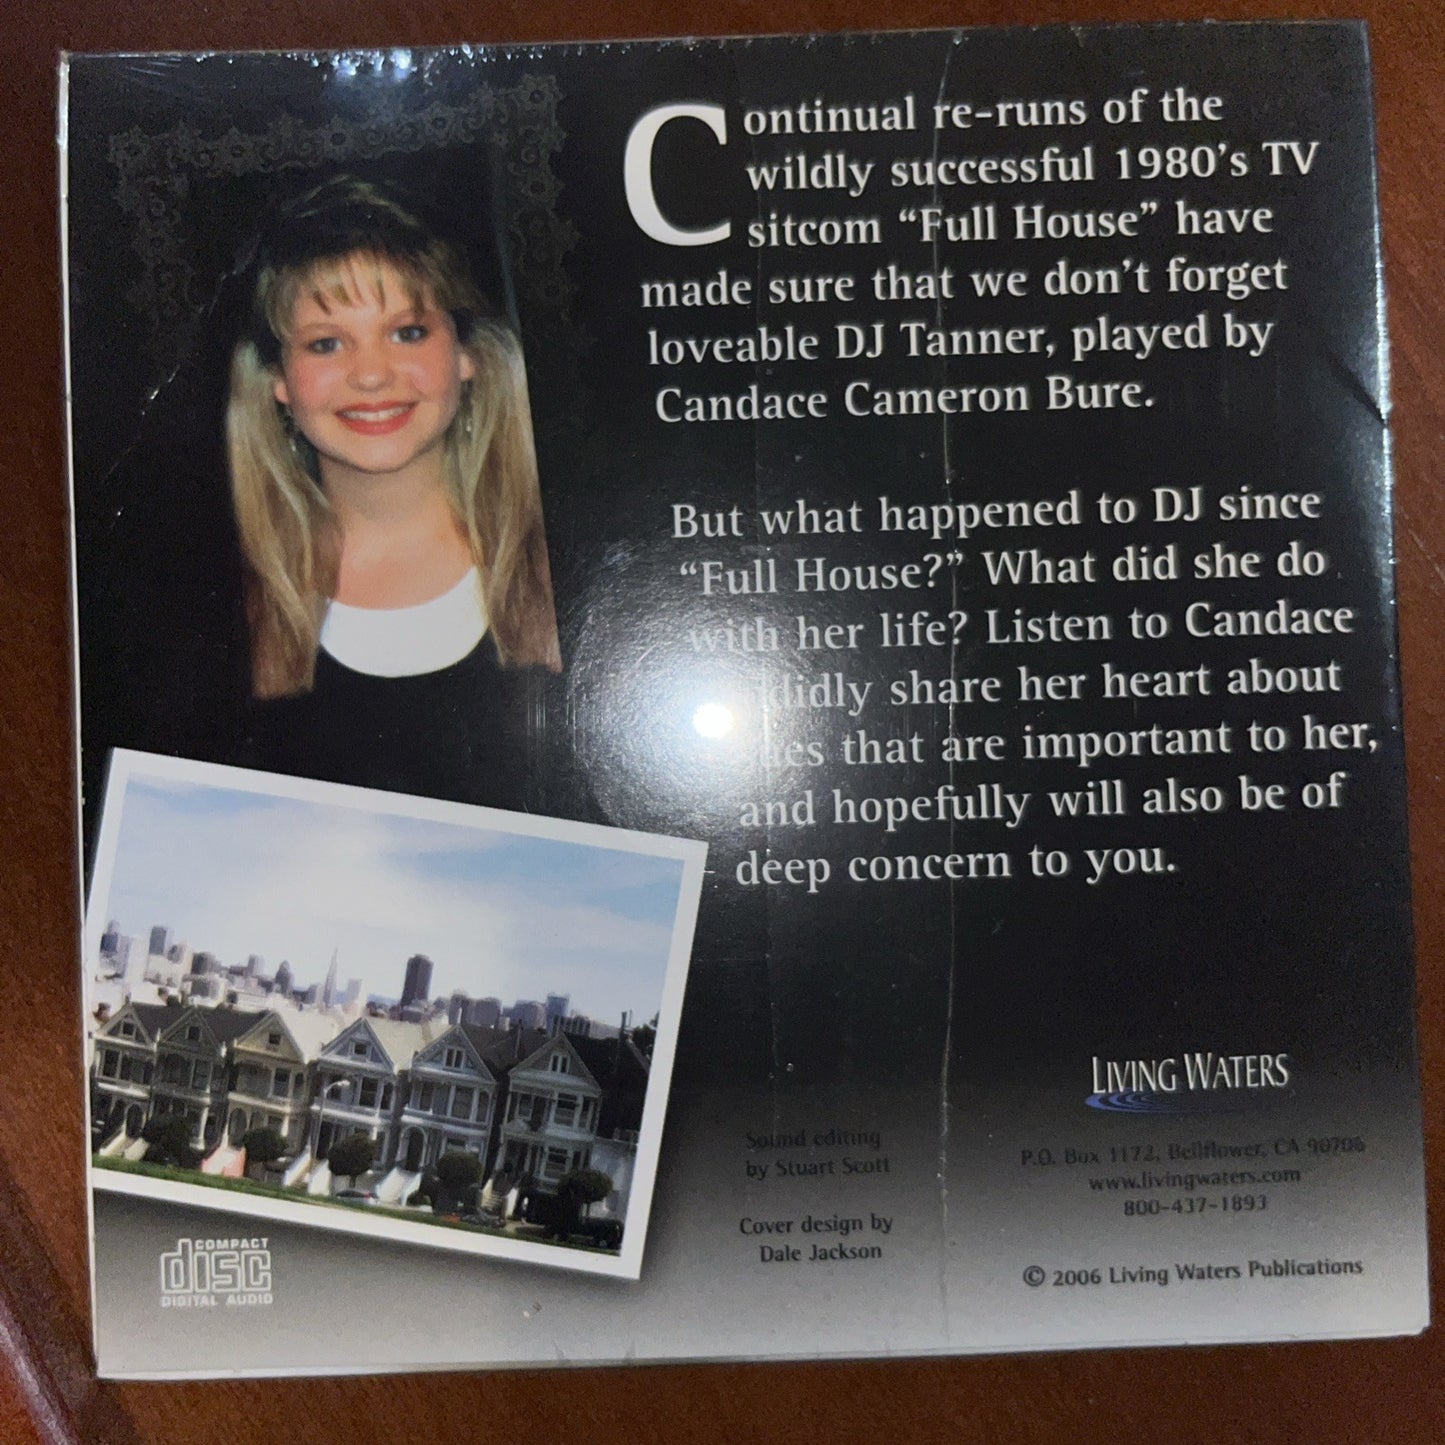 Continual re-runs of the
wildly successful 1980's TV
sitcom “Full House” have
made sure that we don't forget
loveable DJ Tanner, played by
Candace Cameron Bure.
But what happened to DJ since
“Full House?” What did she do
with her life? Listen to Candace
share her heart about
that are important to her,
and hopefully will also be of
deep concern to you.
LIVING WATERS
Sound editing
by Stuart Scott
P.O. Box 1172, Bellflower, CA 90706
www.livingwaters.com
800-437-1893
Cover design by
Dale Jackson
© 2006 Living Waters Publications
COMPACT
disc
DIGITAL AUDIO